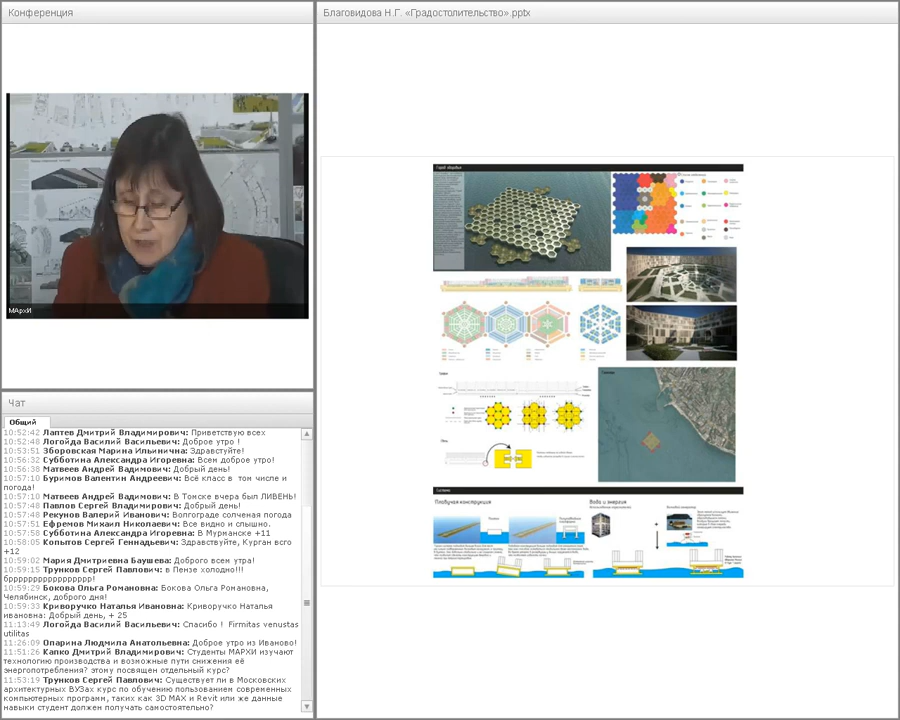 Конференция
МАрхИ
Чат
Общий
10:52:42 Лаптев Дмитрий Владимирович: Приветствую всех
10:52:48 Логойда Василий Васильевич: Доброе утро !
10:53:51 Зборовская Марина Ильинична: Здравстуйте!
10:56:32 Субботина Александра Игоревна: Всем доброе утро!
10:56:38 Матвеев Андрей Вадимович: Добрый день!
10:57:10 Буримов Валентин Андреевич: Всё класс в том числе и
погода!
10:57:10 Матвеев Андрей Вадимович: В Томске вчера был ЛИВЕНЬ!
10:57:48 Павлов Сергей Владимирович: Добрый день!
10:57:48 Рекунов Валерий Иванович: Волгограде солченая погода
10:57:51 Ефремов Михаил Николаевич: Все видно и слышно.
10:57:58 Субботина Александра Игоревна: В Мурманске +11
10:58:05 Копытов Сергей Геннадьевич: Здравствуйте, Курган всго
+12
10:59:02 Мария Дмитриевна Баушева: Доброго всем утра!
10:59:15 Трунков Сергей Павлович: в Пензе холодно!!!
бррррррррррррррррр!
10:59:29 Бокова Ольга Романовна: Бокова Ольга Романовна,
Челябинск, доброго дня!
10:59:33 Криворучко Наталья Ивановна: Криворучко Наталья
ивановна: Добрый день, + 25
11:13:49 Логойда Василий Васильевич: Спасибо ! Firmitas venustas
utilitas
11:26:09 Опарина Людмила Анатольевна: Доброе утро из Иваново!
11:51:26 Капко Дмитрий Владимирович: Студенты МАРХИ изучают
технологию производства и возможные пути снижения её
энергопотребления? этому посвящен отдельный курс?
11:53:19 Трунков Сергей Павлович: Существует ли в Московских
архитектурных ВУЗах курс по обучению пользованием современных
компьютерных программ, таких как 3D MAX и Revit или же данные
навыки студент должен получать самостоятельно?
Благовидова Н.Г. «Градостолительство».pptx
Плавучая конструкция
Вода и энергия